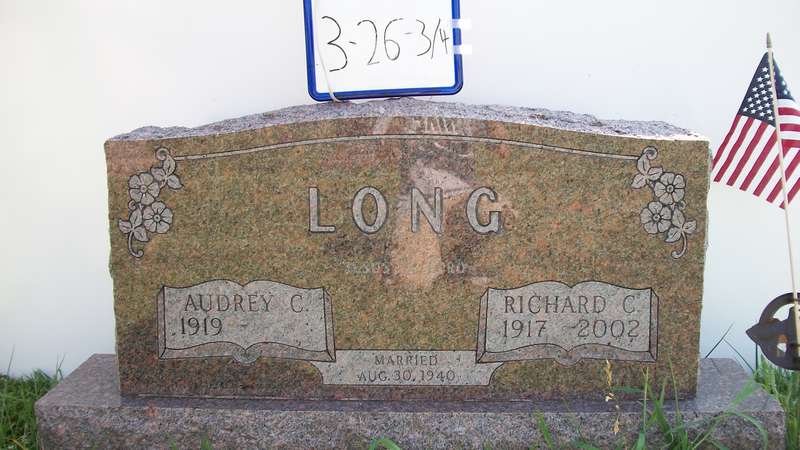 3-26-3/4
LONG
AUDREY C.
1919 -
RICHARD C.
1917 - 2002
MARRIED
AUG. 30, 1940